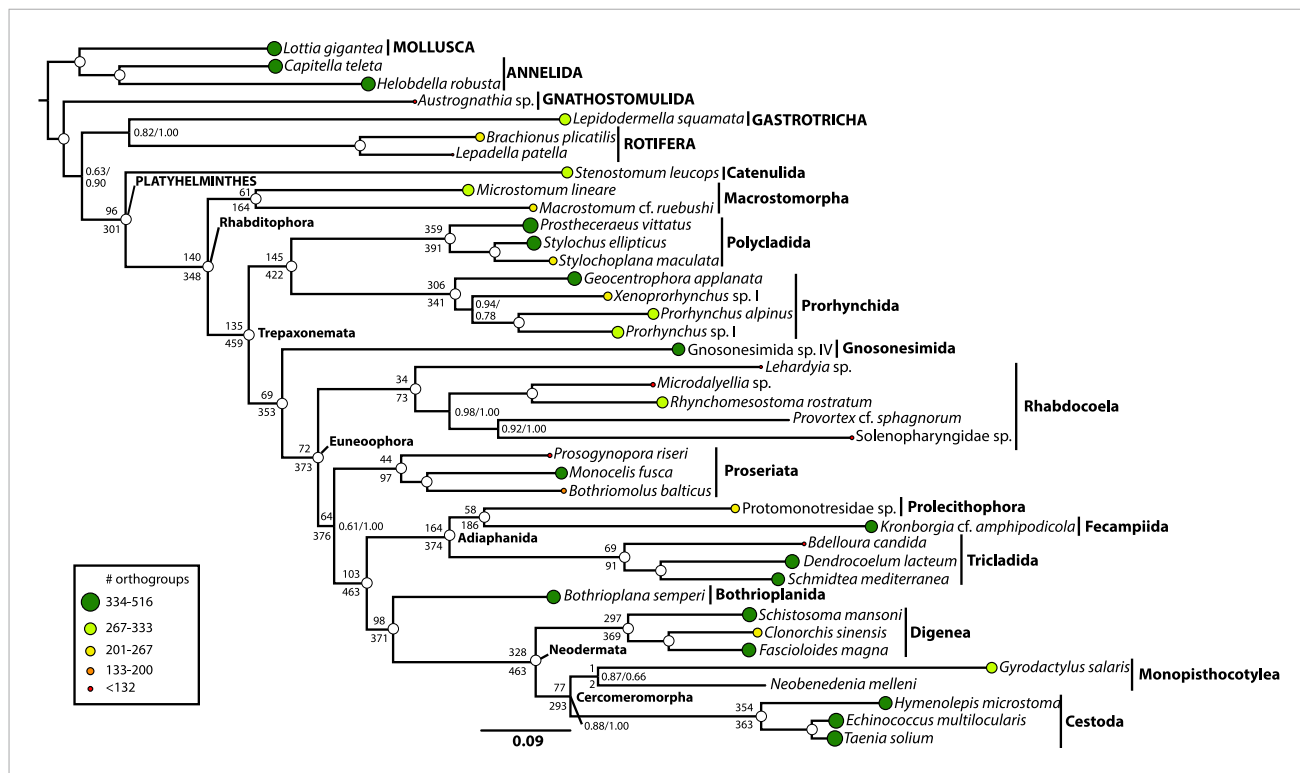 Lottia gigantea MOLLUSCA
Capitella teleta
ANNELIDA
Helobdella robusta
Austrognathia sp. GNATHOSTOMULIDA
Lepidodermella squamata GASTROTRICHA
0.82/1.00
Brachionus plicatilis
ROTIFERA
Lepadella patella
0.63/
0.90
Stenostomum leucops Catenulida
PLATYHELMINTHES
Microstomum lineare
61
164
Macrostomorpha
Macrostomum cf. ruebushi
96
301
Rhabditophora
Prostheceraeus vittatus
359
391
Stylochus ellipticus
Polycladida
Stylochoplana maculata
140
348
145
422
Geocentrophora applanata
306
341
Xenoprorhynchus sp. I
0.94/
0.78
Prorhynchida
Prorhynchus alpinus
Prorhynchus sp. I
135
459
Trepaxonemata
Gnosonesimida sp. IV Gnosonesimida
Lehardyia sp.
34
73
Microdalyellia sp.
69
353
Rhynchomesostoma rostratum
Rhabdocoela
0.98/1.00
Provortex cf. sphagnorum
0.92/1.00
Solenopharyngidae sp.
Euneoophora
72
373
Prosogynopora riseri
44
97
Monocelis fusca
Proseriata
Bothriomolus balticus
64
376
0.61/1.00
Protomonotresidae sp. Prolecithophora
58
186
Kronborgia cf. amphipodicola Fecampiida
164
374
Adiaphanida
Bdelloura candida
69
91
Dendrocoelum lacteum
Tricladida
Schmidtea mediterranea
103
463
Bothrioplana semperi Bothrioplanida
98
371
Schistosoma mansoni
297
369
Clonorchis sinensis
Digenea
Fascioloides magna
Neodermata
328
463
Gyrodactylus salaris
1
2
0.87/0.66
Monopisthocotylea
Neobenedenia melleni
77
293
Cercomeromorpha
0.88/1.00
Hymenolepis microstoma
354
363
Echinococcus multilocularis
Cestoda
Taenia solium
0.09
# orthogroups
334-516
267-333
201-267
133-200
<132